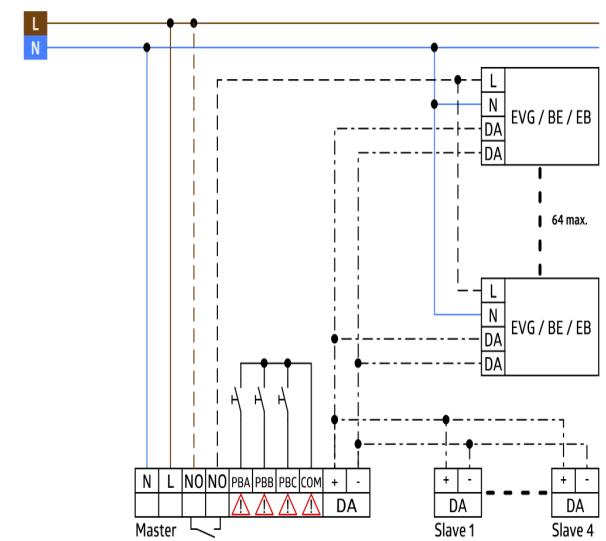 L
N
L
N
DA
DA
EVG / BE / EB
64 max.
L
N
DA
DA
EVG / BE / EB
N L NO NO PBA PBB PBC COM + -
DA
+ -
DA
+ -
DA
Master
Slave 1
Slave 4